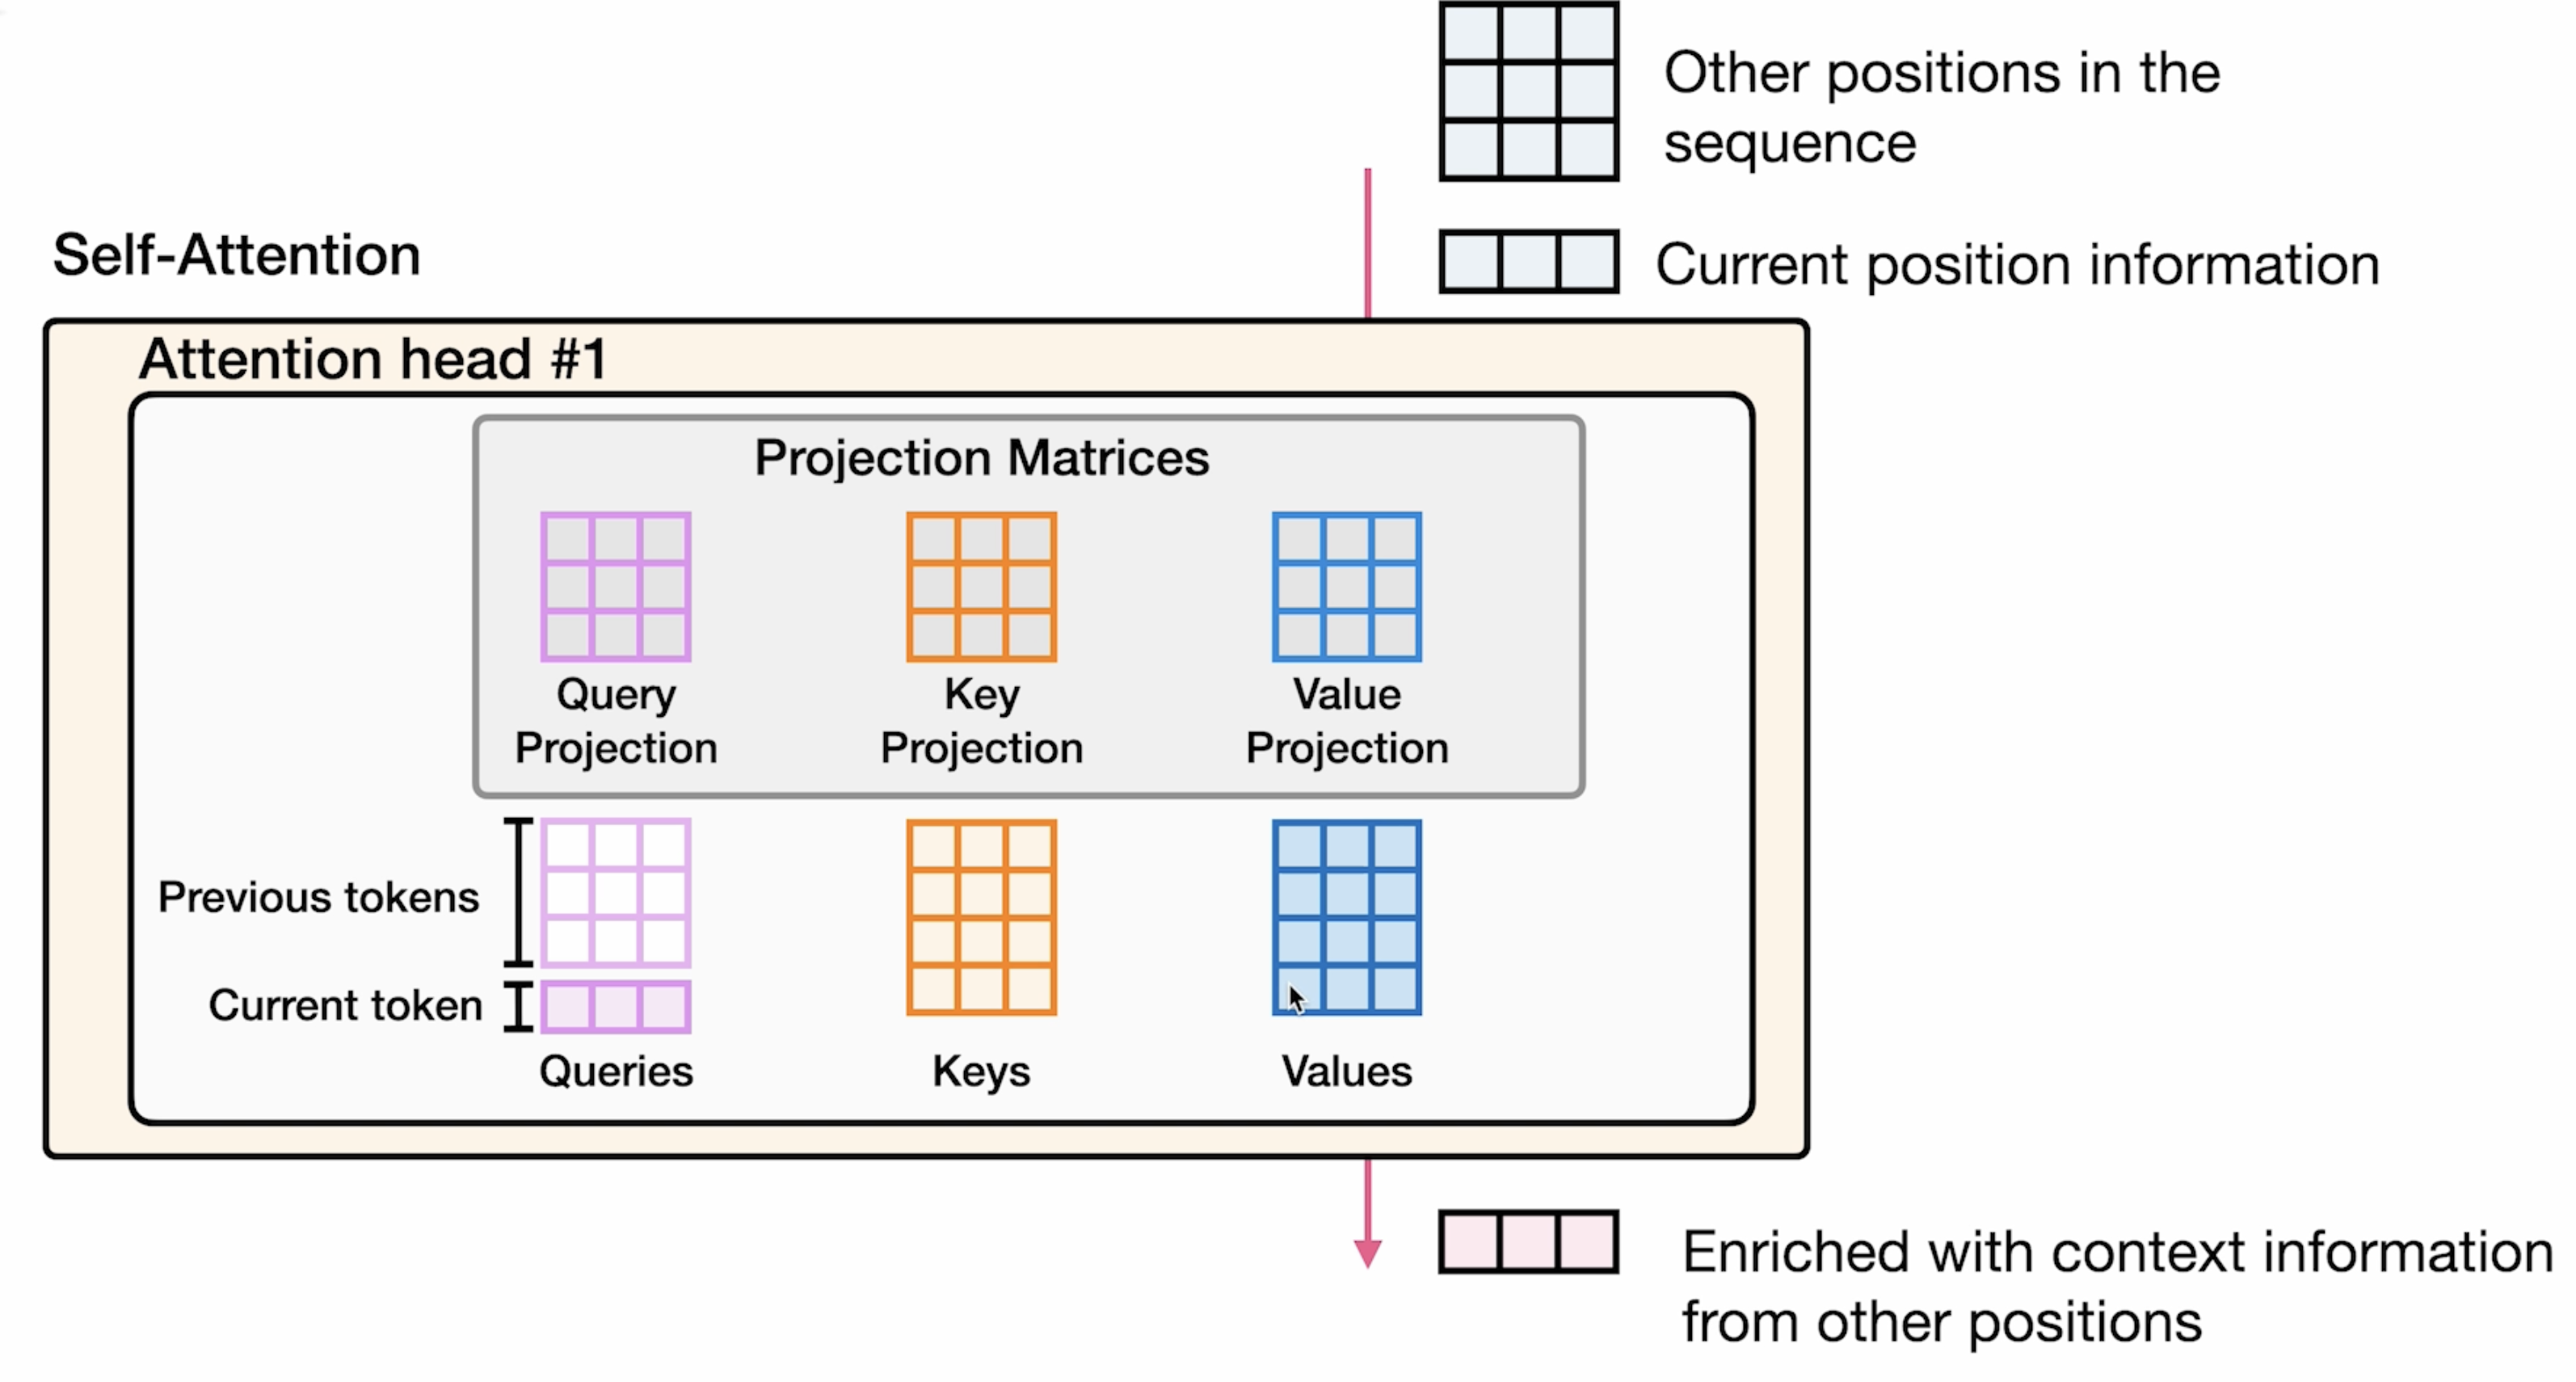 Other positions in the
sequence
Self-Attention
Current position information
Attention head #1
Projection Matrices
Query
Projection
Key
Projection
Value
Projection
Previous tokens
Current token
Queries
Keys
Values
Enriched with context information
from other positions